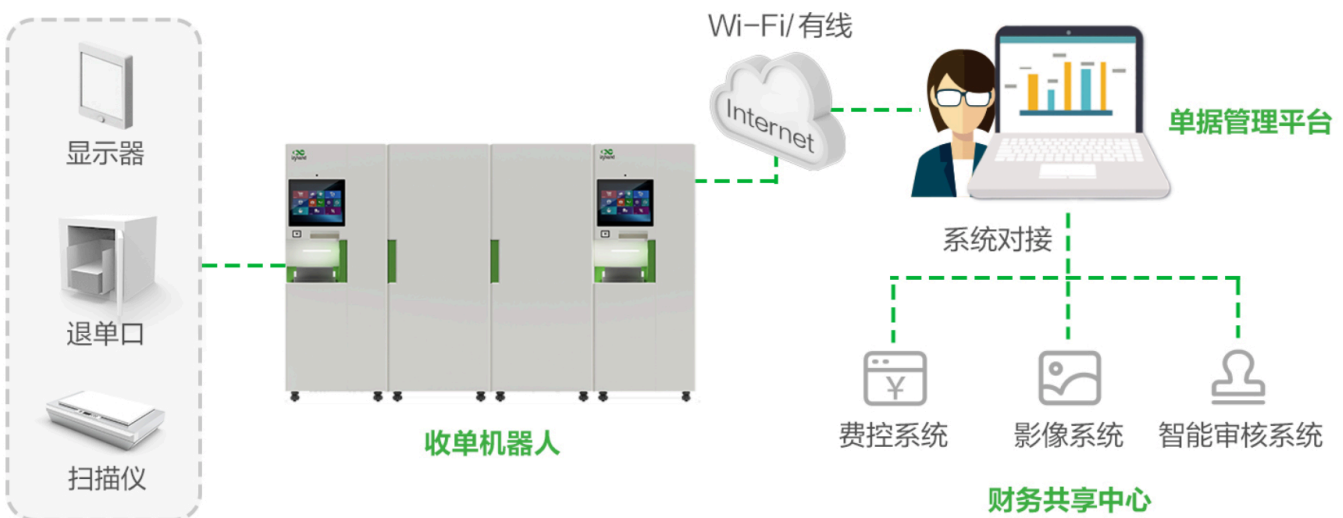 显示器
退单口
扫描仪
收单机器人
Wi-Fi/有线
Internet
单据管理平台
系统对接
费控系统
影像系统
智能审核系统
财务共享中心